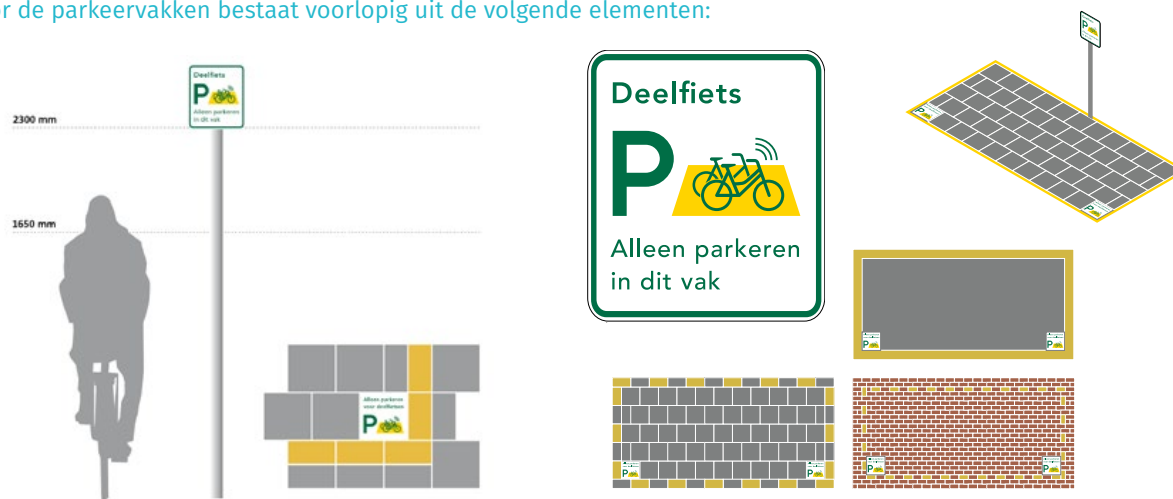 or de parkeervakken bestaat voorlopig uit de volgende elementen:
Deelfiets
P
Alleen parkeren
in dit vak
2300 mm
1650 mm
Alleen parkeren
voor deelfietsen
P
Deelfiets
P
Alleen parkeren
in dit vak
P
P
P
P
P
P
P
P
P